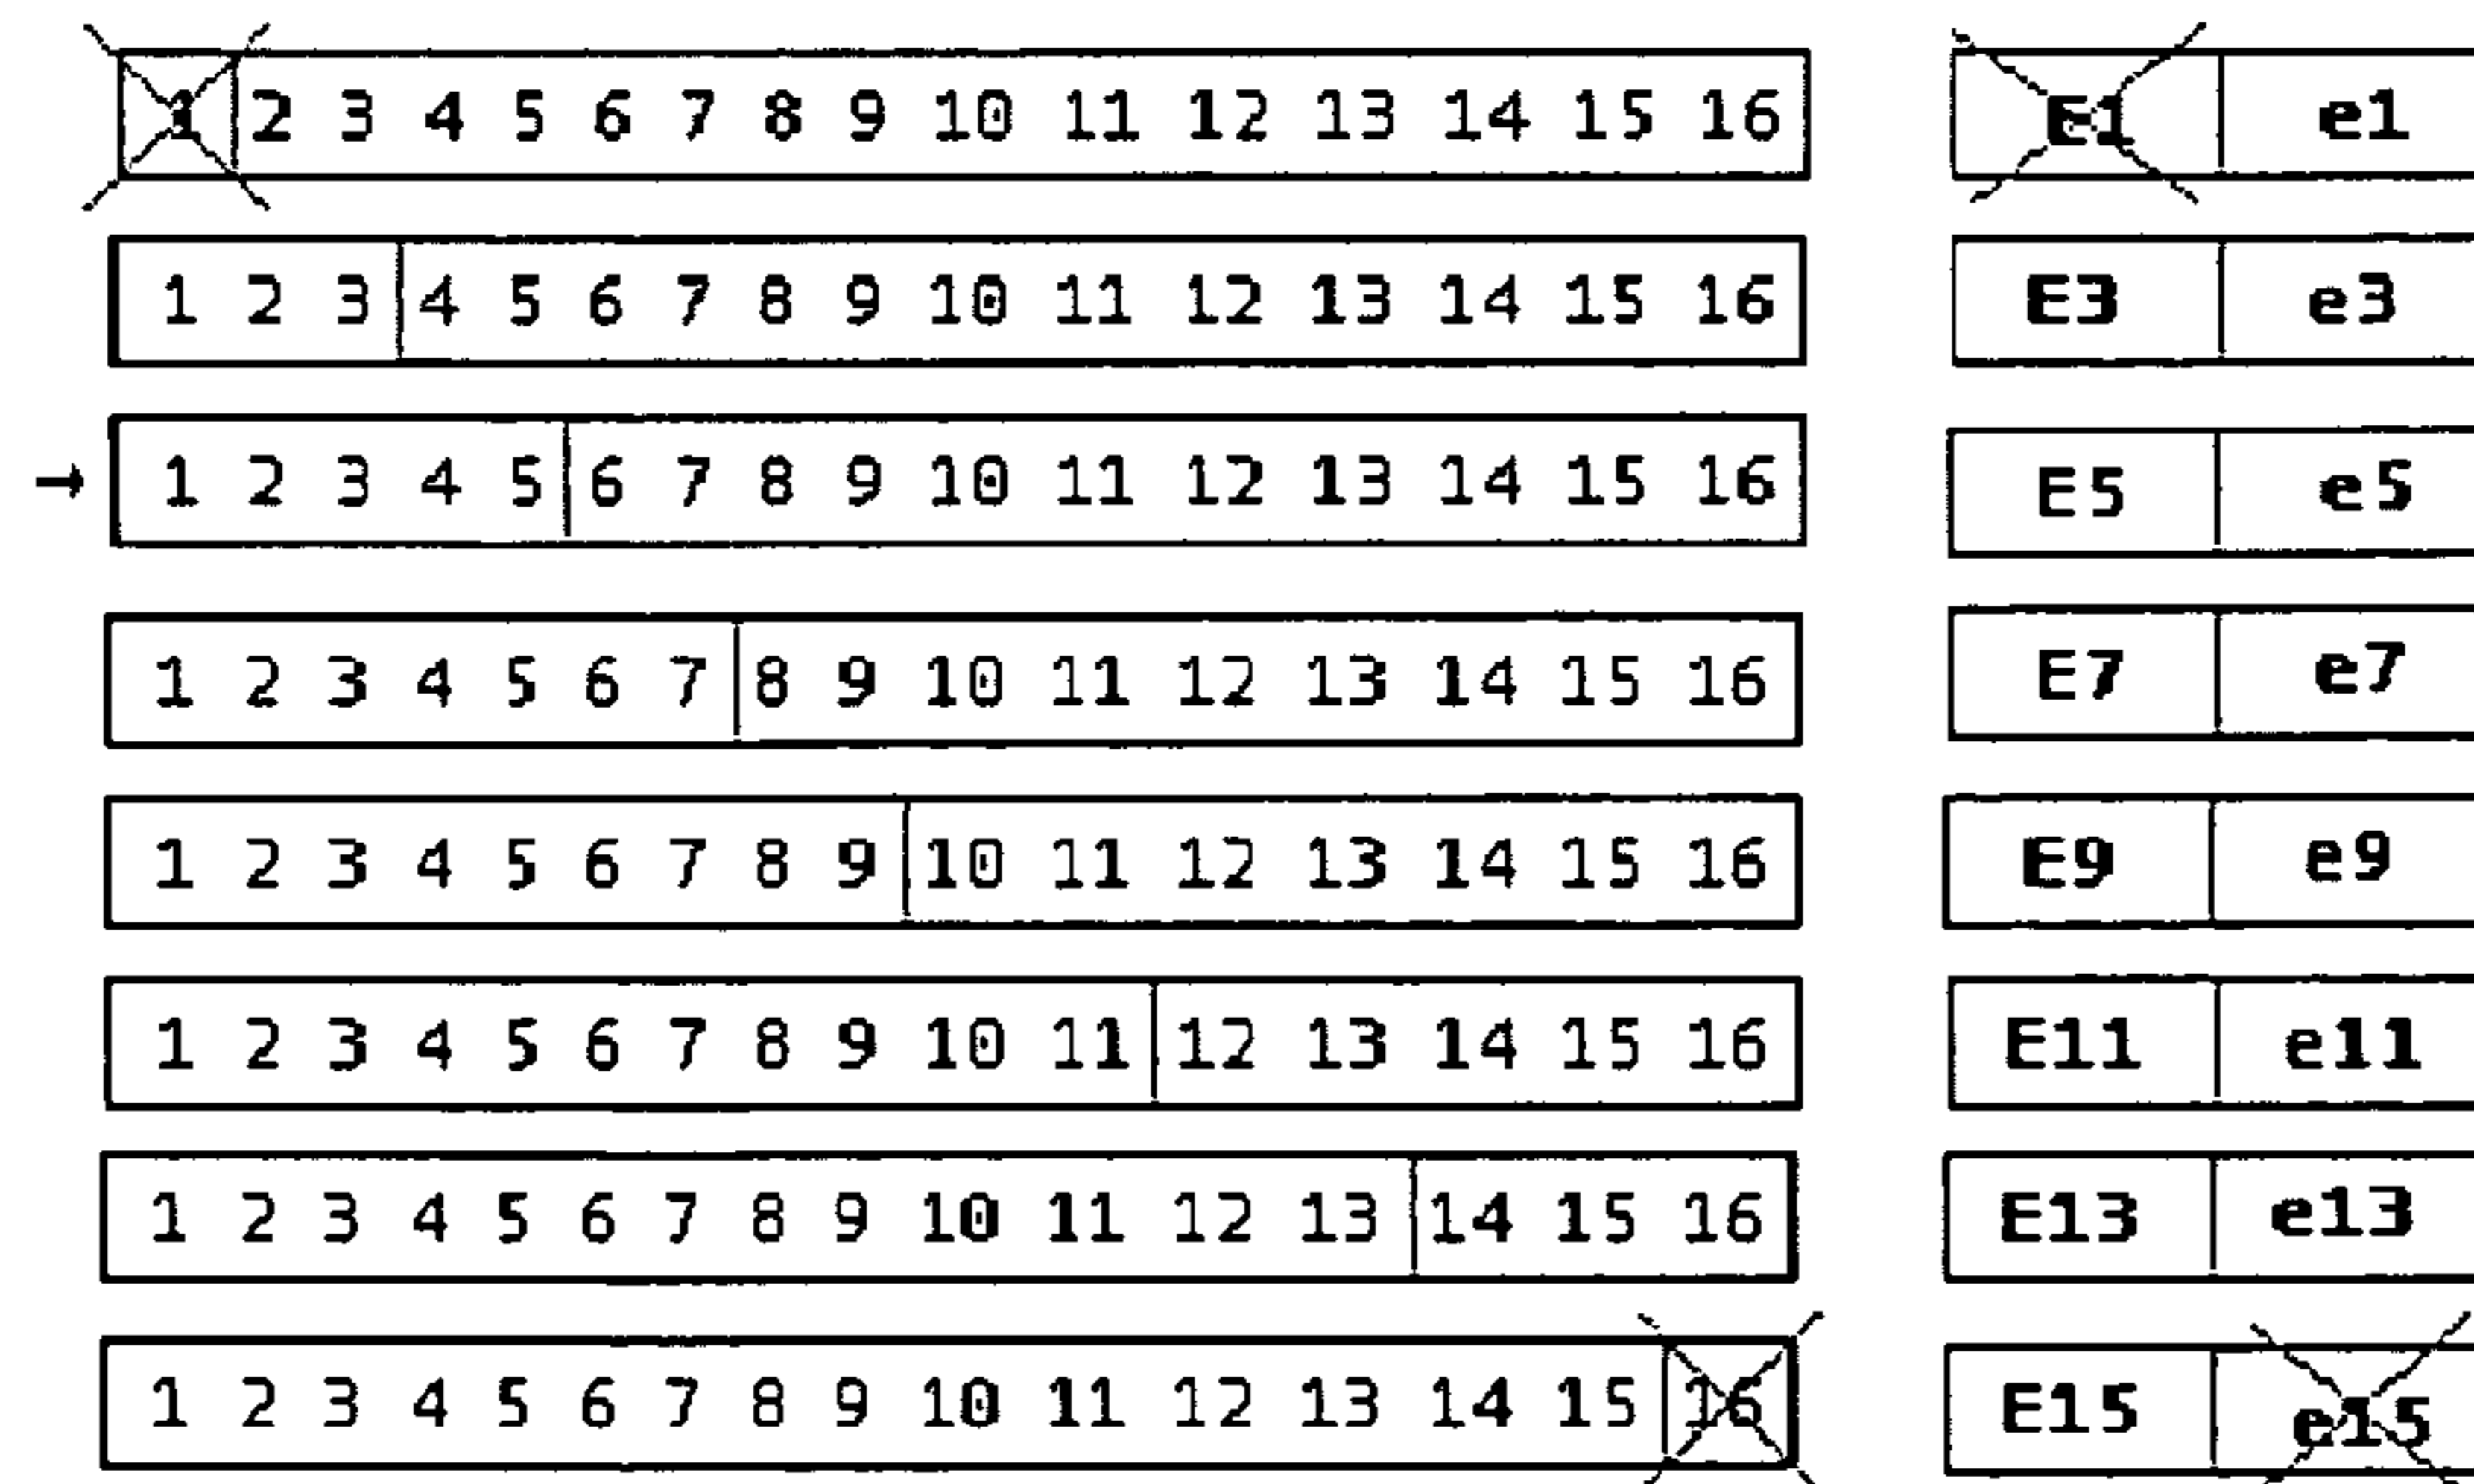 1 2 3 4 5 6 7 8 9 10 11 12 13 14 15 16 E1 e1
1 2 3 4 5 6 7 8 9 10 11 12 13 14 15 16 E3 e3
→ 1 2 3 4 5 6 7 8 9 10 11 12 13 14 15 16 E5 e5
1 2 3 4 5 6 7 8 9 10 11 12 13 14 15 16 E7 e7
1 2 3 4 5 6 7 8 9 10 11 12 13 14 15 16 E9 e9
1 2 3 4 5 6 7 8 9 10 11 12 13 14 15 16 E11 e11
1 2 3 4 5 6 7 8 9 10 11 12 13 14 15 16 E13 e13
1 2 3 4 5 6 7 8 9 10 11 12 13 14 15 16 E15 e15